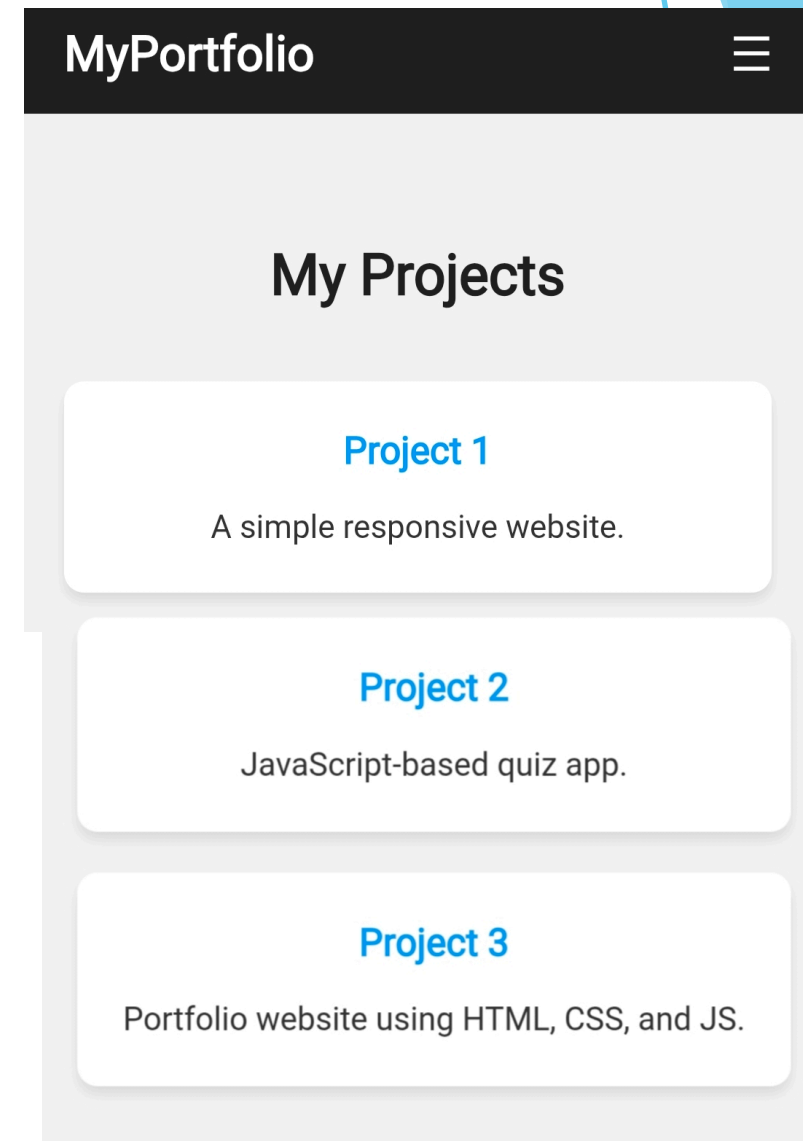 MyPortfolio
My Projects
Project 1
A simple responsive website.
Project 2
JavaScript-based quiz app.
Project 3
Portfolio website using HTML, CSS, and JS.